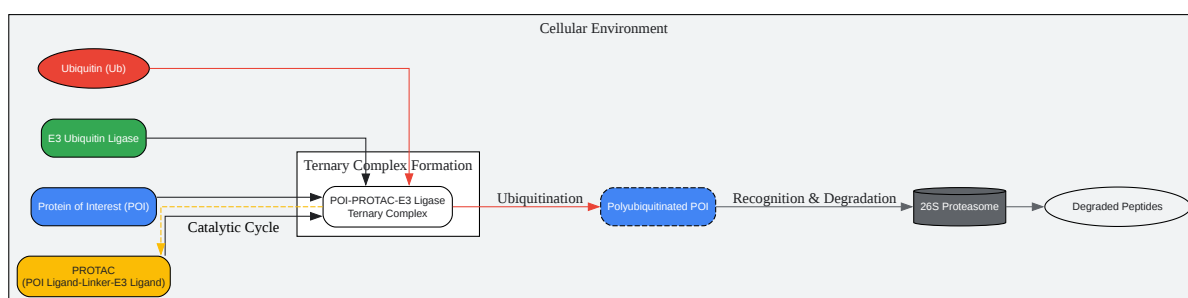 Cellular Environment
Ubiquitin (Ub)
E3 Ubiquitin Ligase
Ternary Complex Formation
Protein of Interest (POI)
POI-PROTAC-E3 Ligase
Ternary Complex
Ubiquitination
Polyubiquitinated POI
Recognition & Degradation
26S Proteasome
Degraded Peptides
Catalytic Cycle
PROTAC
(POI Ligand-Linker-E3 Ligand)